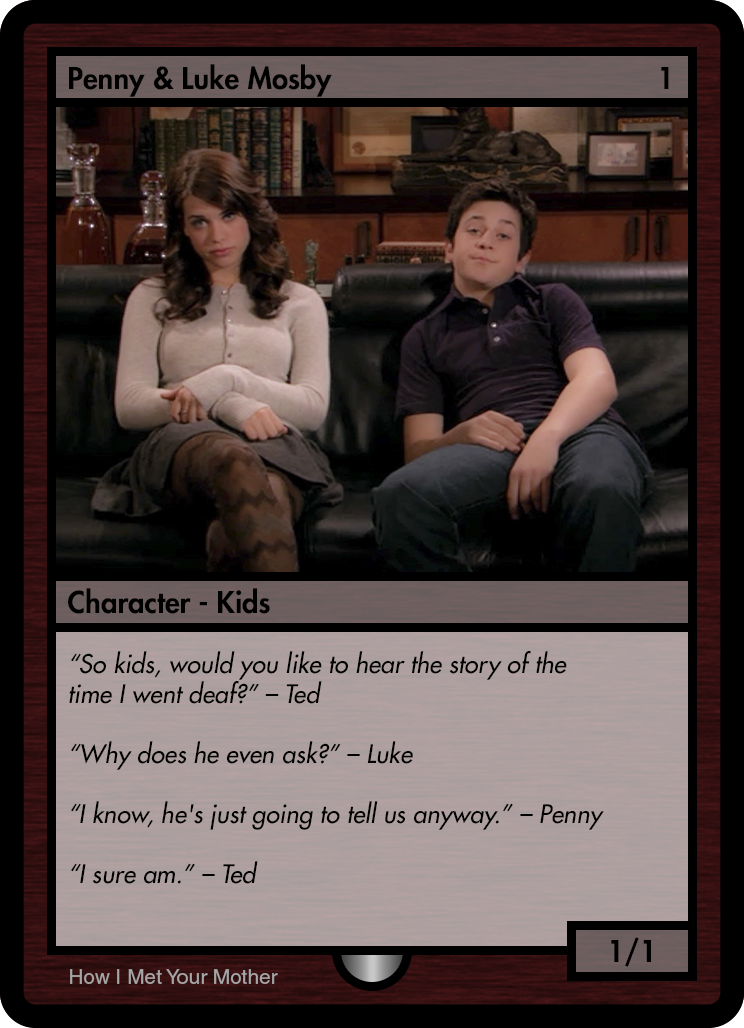 Penny & Luke Mosby 1
Character - Kids
“So kids, would you like to hear the story of the
time I went deaf?” – Ted
“Why does he even ask?” – Luke
“I know, he's just going to tell us anyway.” – Penny
“I sure am.” – Ted
1/1
How I Met Your Mother